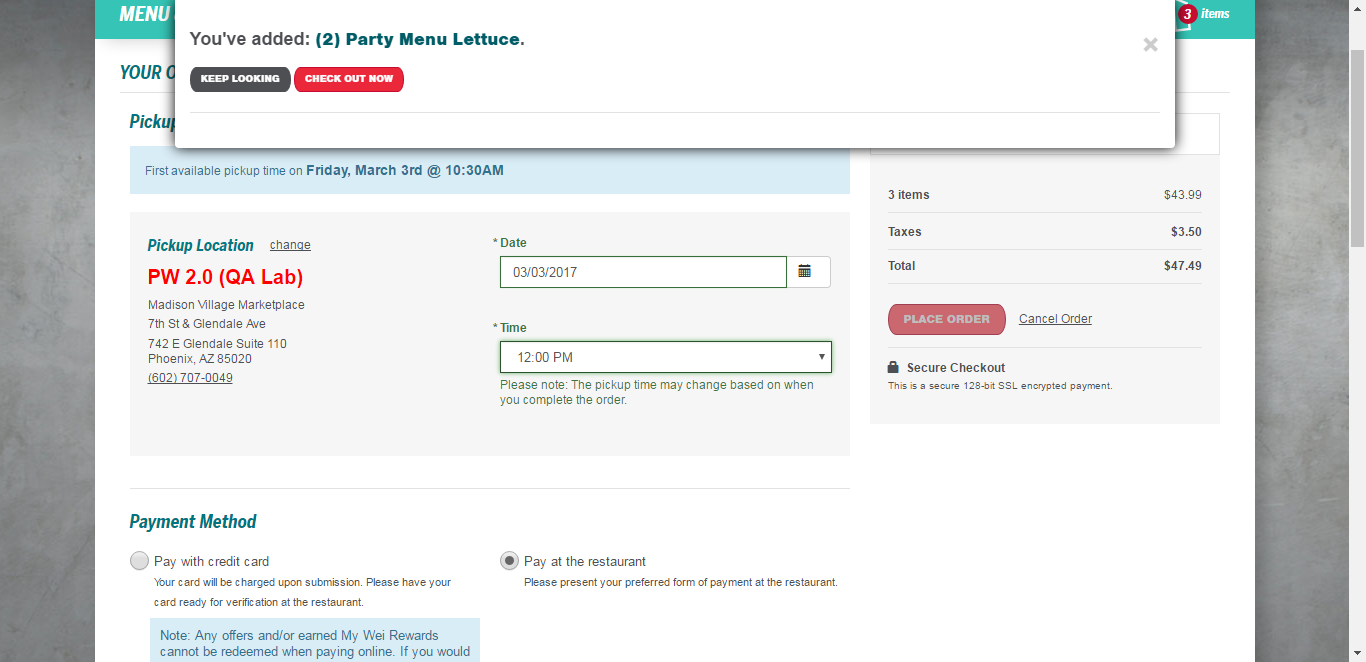 MENU
3 items
You've added: (2) Party Menu Lettuce.
×
KEEP LOOKING CHECK OUT NOW
YOUR O
Pickup
First available pickup time on Friday, March 3rd @ 10:30AM
Pickup Location change
PW 2.0 (QA Lab)
Madison Village Marketplace
7th St & Glendale Ave
742 E Glendale Suite 110
Phoenix, AZ 85020
(602) 707-0049
* Date
03/03/2017
* Time
12:00 PM
Please note: The pickup time may change based on when
you complete the order.
3 items $43.99
Taxes $3.50
Total $47.49
PLACE ORDER Cancel Order
Secure Checkout
This is a secure 128-bit SSL encrypted payment.
Payment Method
Pay with credit card
Your card will be charged upon submission. Please have your
card ready for verification at the restaurant.
Note: Any offers and/or earned My Wei Rewards
cannot be redeemed when paying online. If you would
Pay at the restaurant
Please present your preferred form of payment at the restaurant.